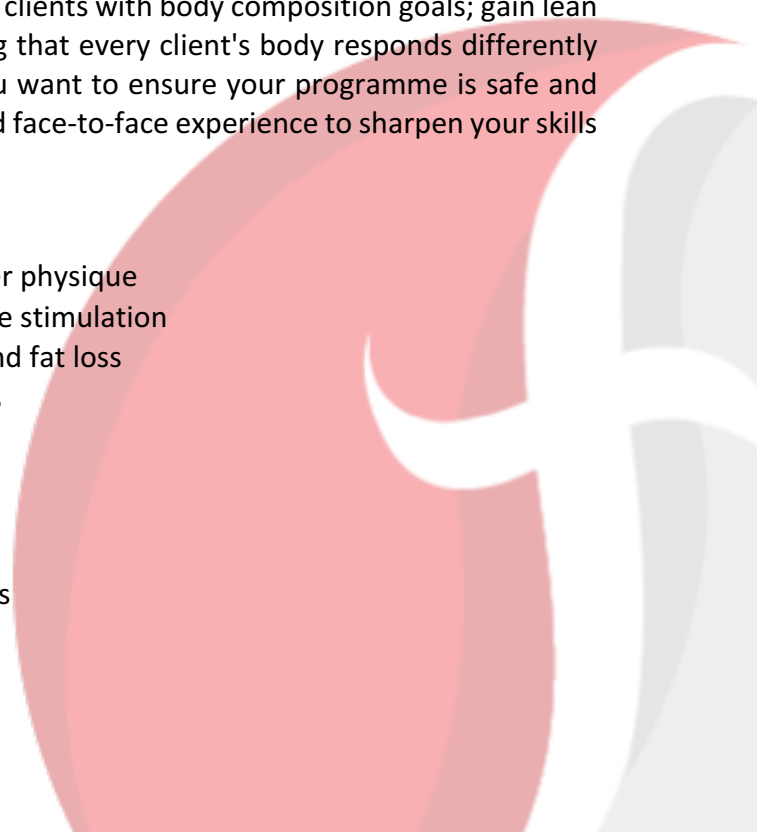 clients with body composition goals; gain lean
that every client's body responds differently
want to ensure your programme is safe and
face-to-face experience to sharpen your skills
physique
stimulation
fat loss